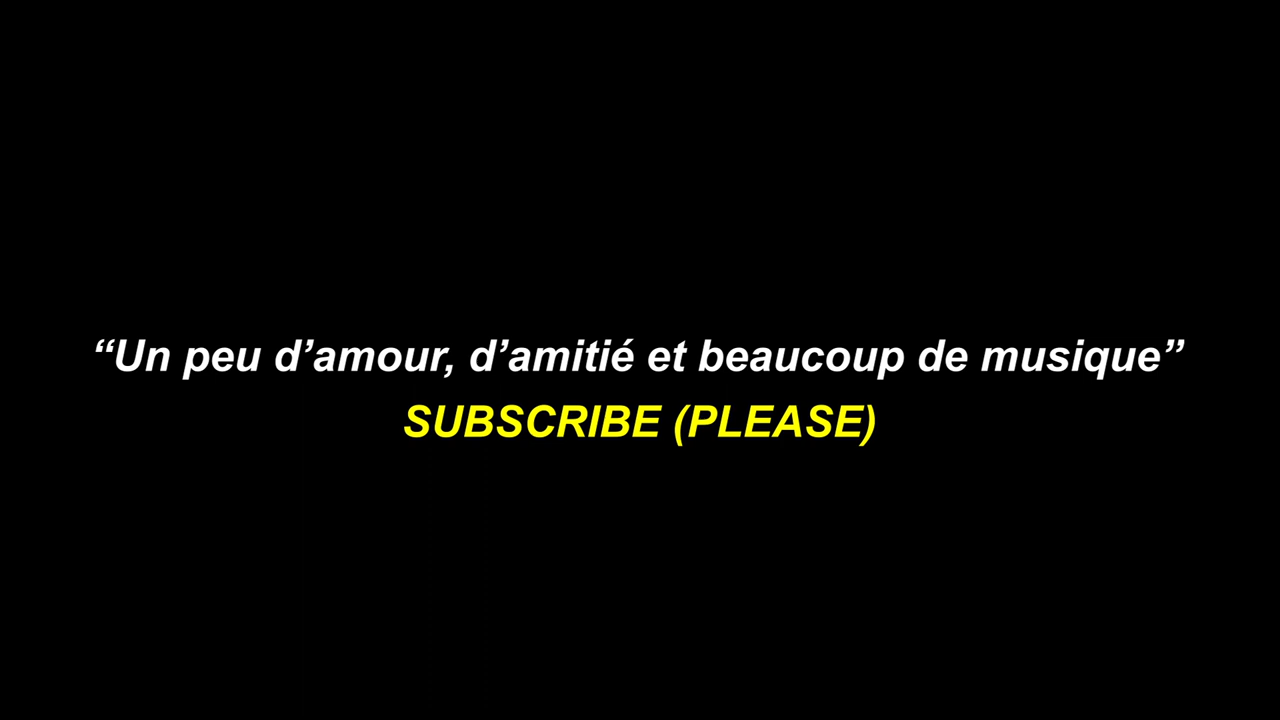 “Un peu d’amour, d’amitié et beaucoup de musique”
SUBSCRIBE (PLEASE)